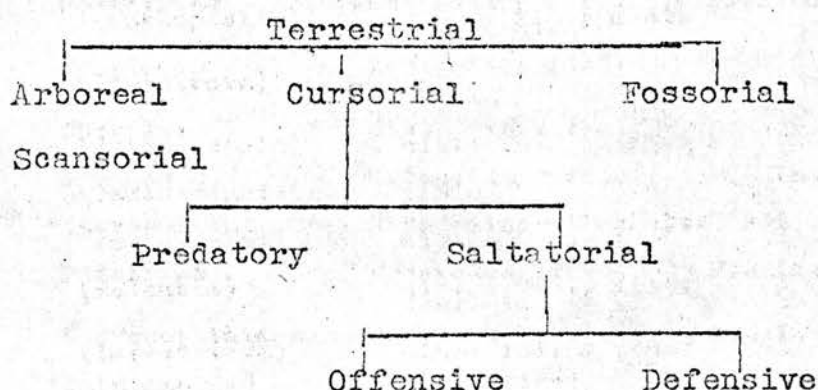 Terrestrial
Arboreal Cursorial Fossorial
Scansorial
Predatory Saltatorial
Offensive Defensive